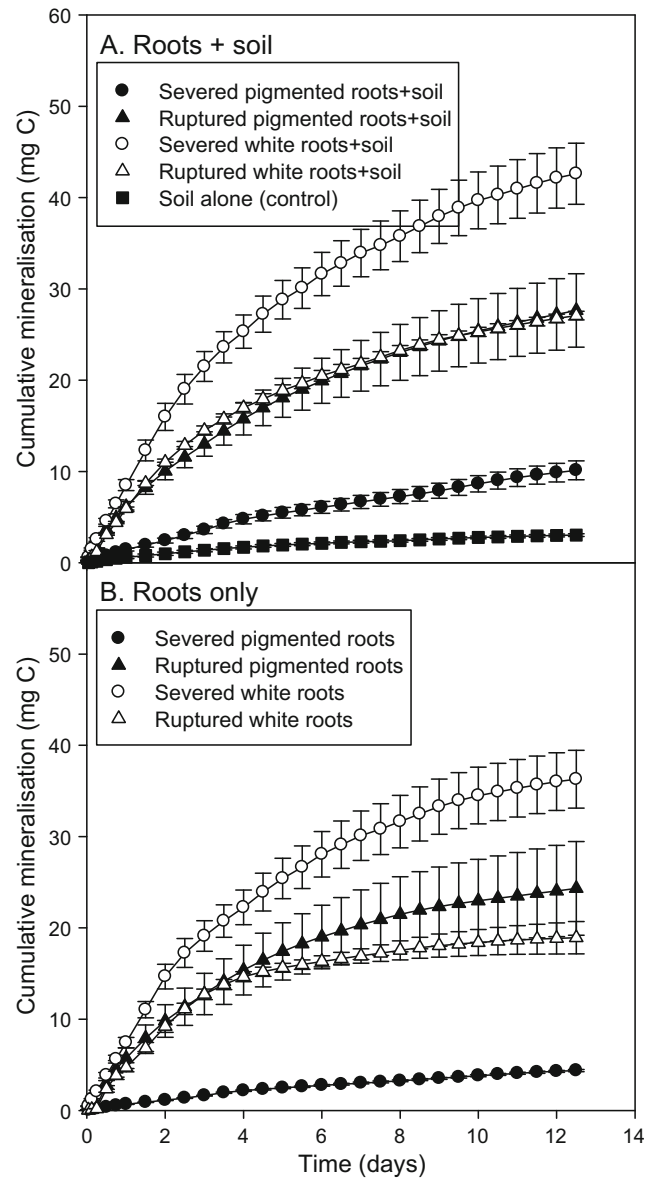 60
50
40
30
20
10
0
Cumulative mineralisation (mg C)
A. Roots + soil
Severed pigmented roots+soil
Ruptured pigmented roots+soil
Severed white roots+soil
Ruptured white roots+soil
Soil alone (control)
50
40
30
20
10
0
Cumulative mineralisation (mg C)
B. Roots only
Severed pigmented roots
Ruptured pigmented roots
Severed white roots
Ruptured white roots
0 2 4 6 8 10 12 14
Time (days)